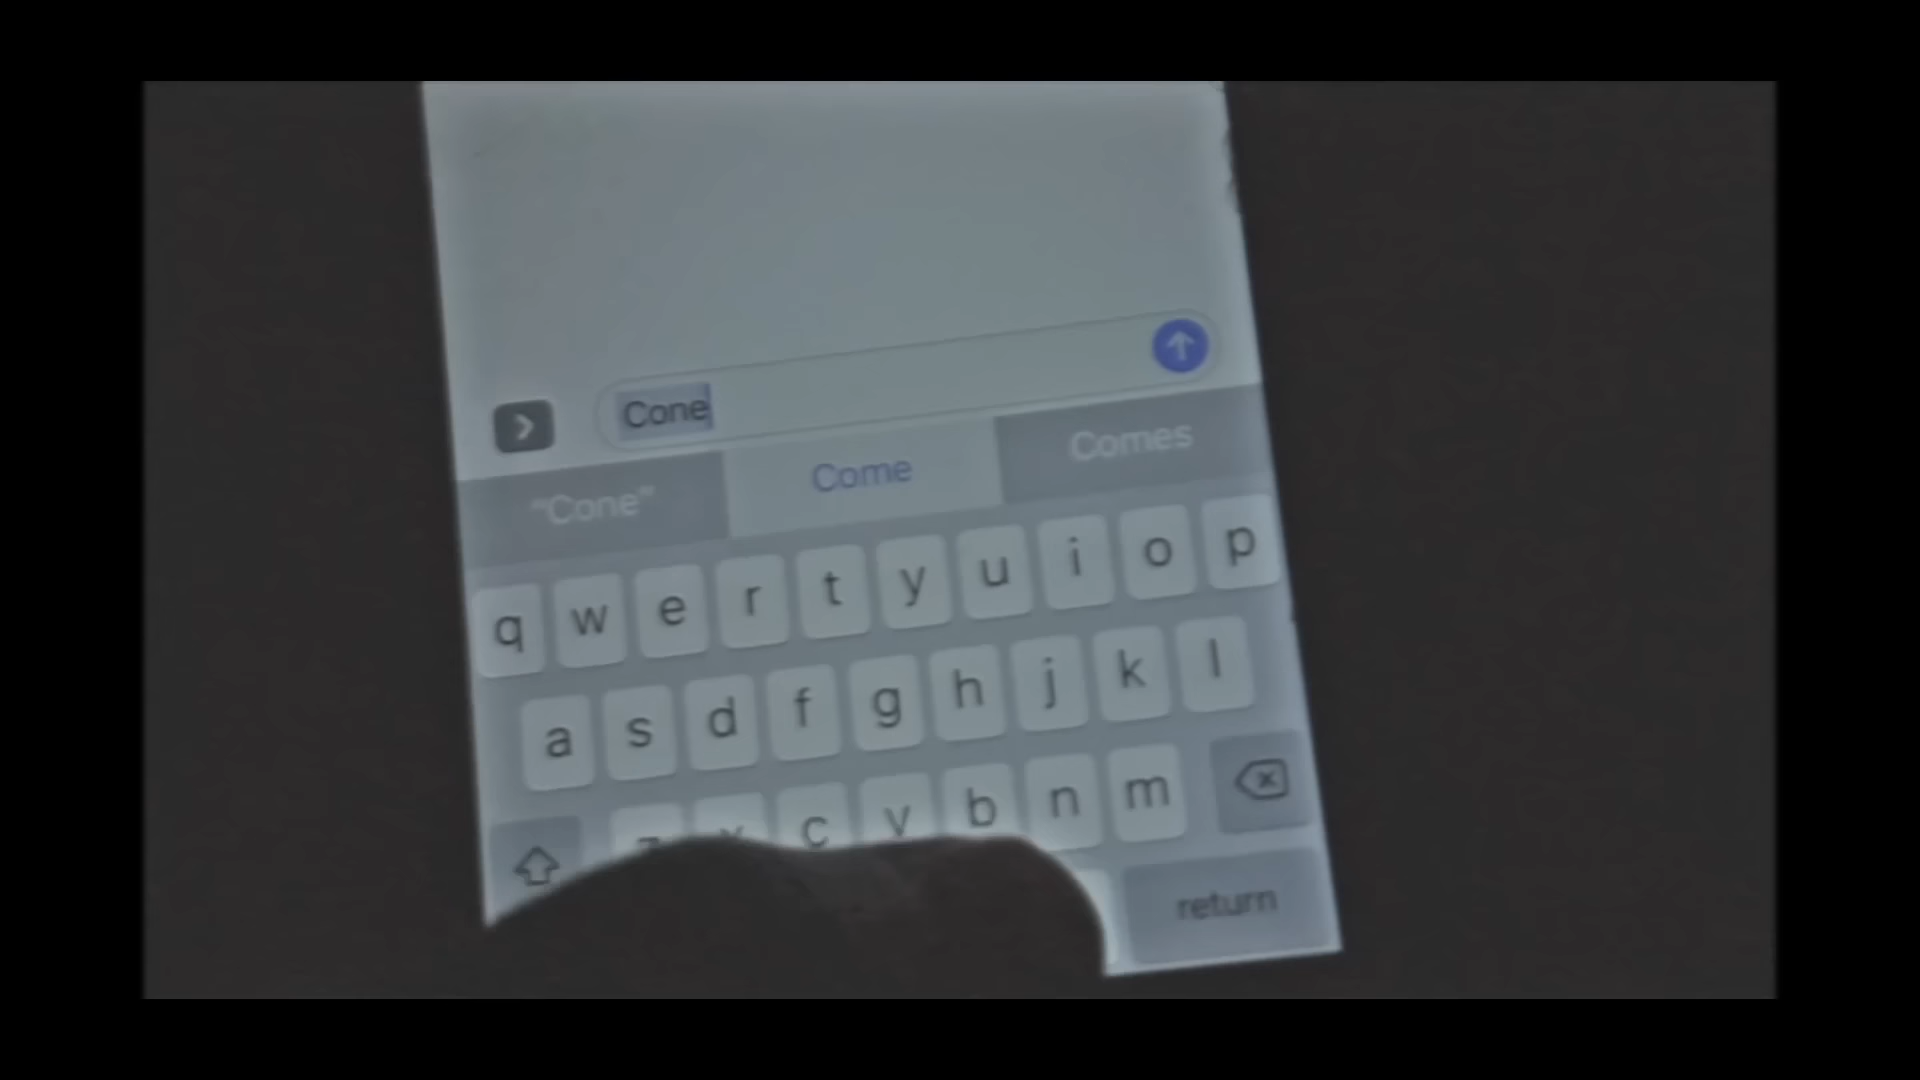 Cone
"Cone" Come Comes
q w e r t y u i o p
a s d f g h j k l
z x c v b n m
return